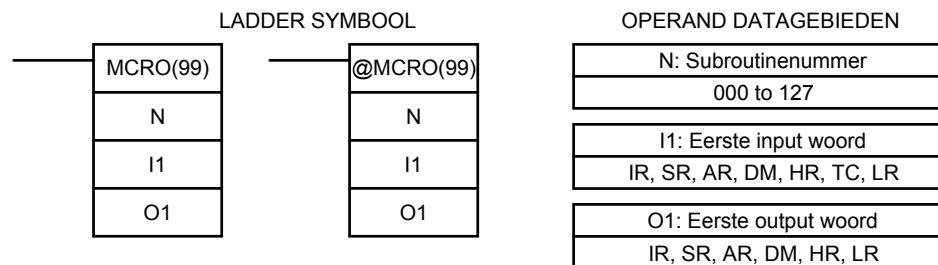 LADDER SYMBOOL
MCRO(99)
N
I1
O1
@MCRO(99)
N
I1
O1
OPERAND DATAGEBIEDEN
N: Subroutinenummer
000 to 127
I1: Eerste input woord
IR, SR, AR, DM, HR, TC, LR
O1: Eerste output woord
IR, SR, AR, DM, HR, LR